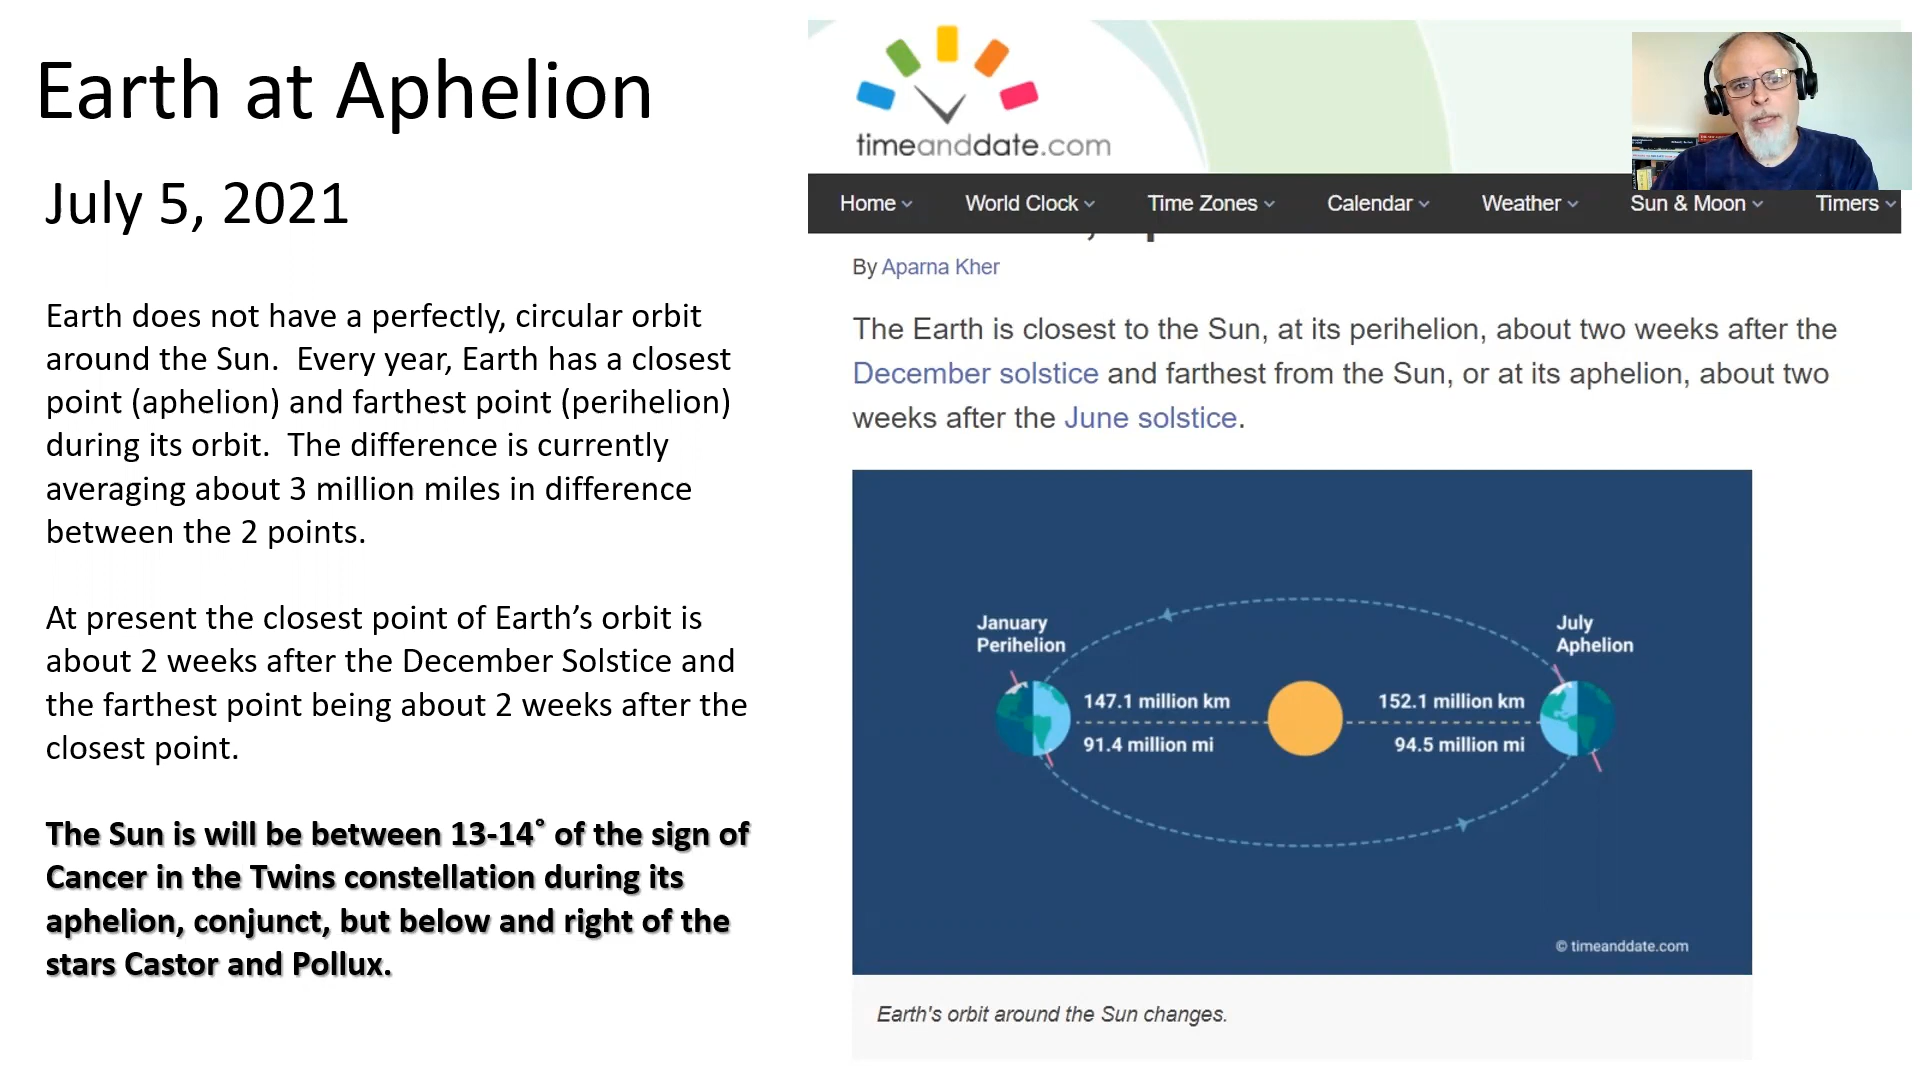 Earth at Aphelion
July 5, 2021
Earth does not have a perfectly, circular orbit
around the Sun.  Every year, Earth has a closest
point (aphelion) and farthest point (perihelion)
during its orbit.  The difference is currently
averaging about 3 million miles in difference
between the 2 points.
At present the closest point of Earth’s orbit is
about 2 weeks after the December Solstice and
the farthest point being about 2 weeks after the
closest point.
The Sun is will be between 13-14˚ of the sign of
Cancer in the Twins constellation during its
aphelion, conjunct, but below and right of the
stars Castor and Pollux.
timeanddate.com
Home World Clock Time Zones Calendar Weather Sun & Moon Timers
By Aparna Kher
The Earth is closest to the Sun, at its perihelion, about two weeks after the
December solstice and farthest from the Sun, or at its aphelion, about two
weeks after the June solstice.
January
Perihelion
July
Aphelion
147.1 million km
152.1 million km
91.4 million mi
94.5 million mi
© timeanddate.com
Earth's orbit around the Sun changes.